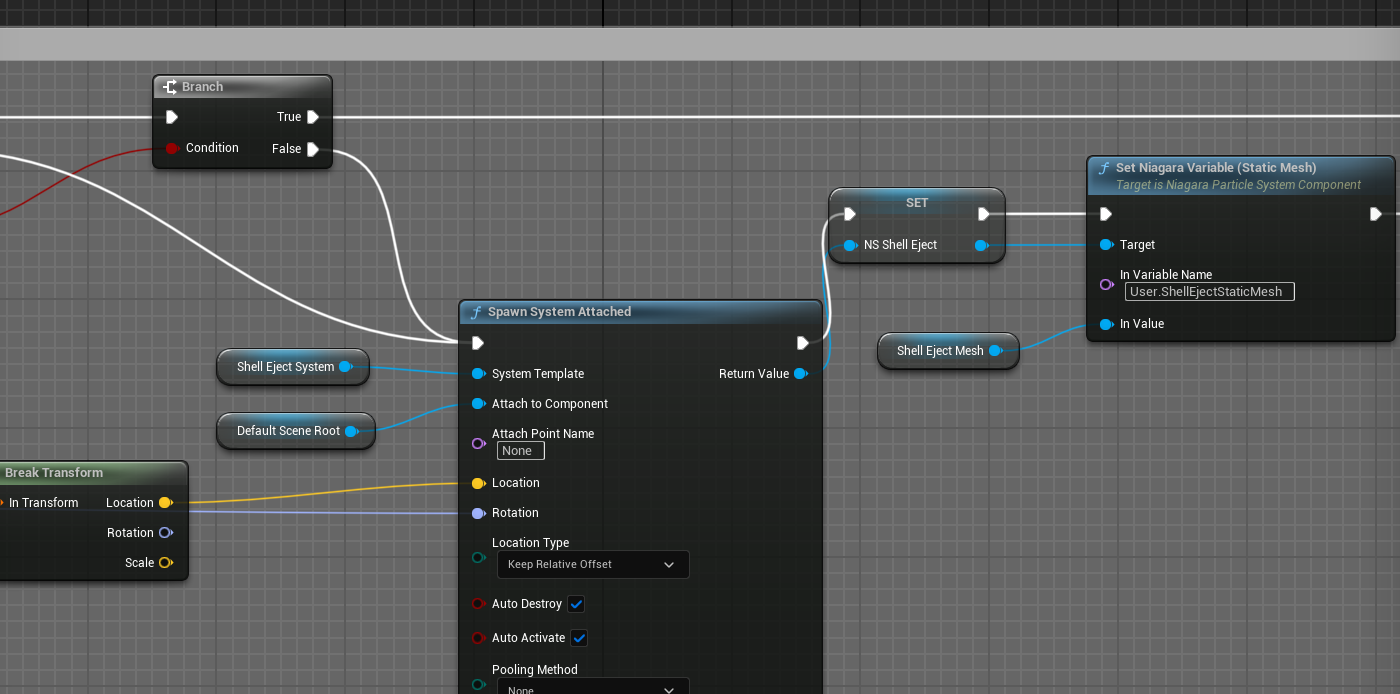 Branch
True
Condition
False
Set Niagara Variable (Static Mesh)
Target is Niagara Particle System Component
SET
NS Shell Eject
Target
In Variable Name
User.ShellEjectStaticMesh
In Value
Shell Eject Mesh
Spawn System Attached
Shell Eject System
System Template
Return Value
Default Scene Root
Attach to Component
Attach Point Name
None
Break Transform
In Transform
Location
Rotation
Scale
Location
Rotation
Location Type
Keep Relative Offset
Auto Destroy
Auto Activate
Pooling Method
None